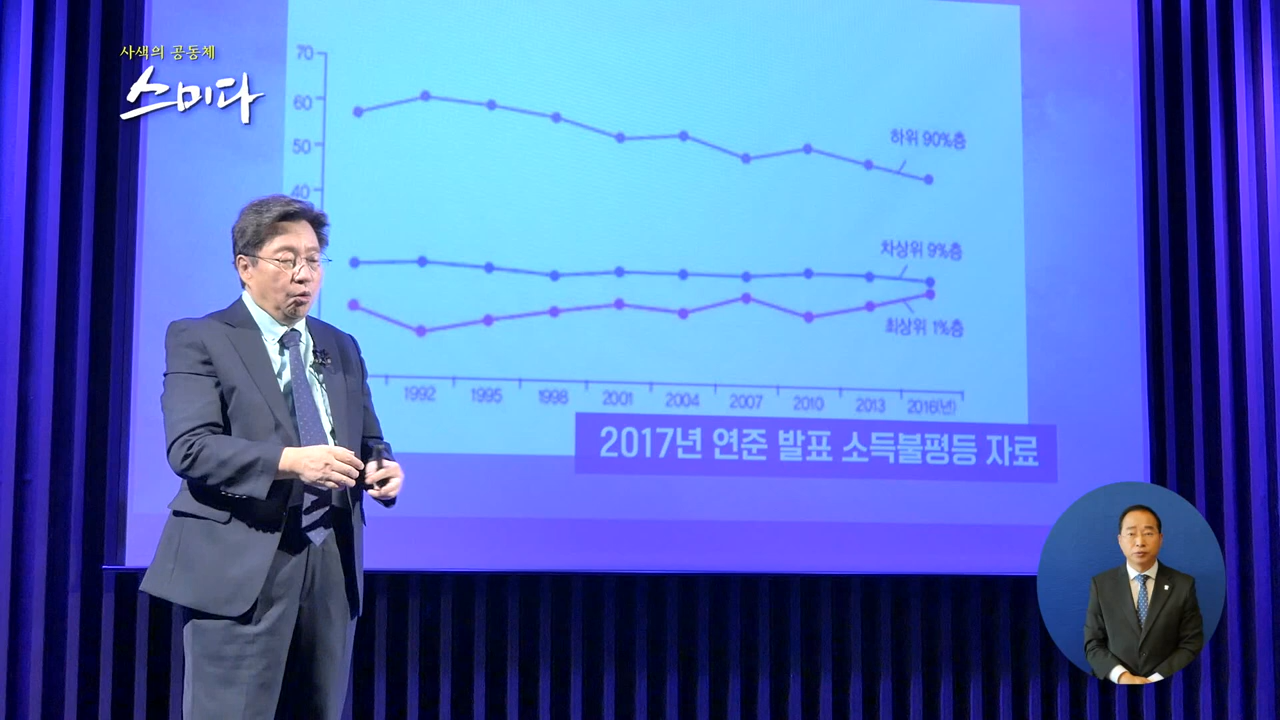 사색의 공동체
스미다
70
60
50
40
하위 90%층
차상위 9%층
최상위 1%층
1992 1995 1998 2001 2004 2007 2010 2013 2016(년)
2017년 연준 발표 소득불평등 자료